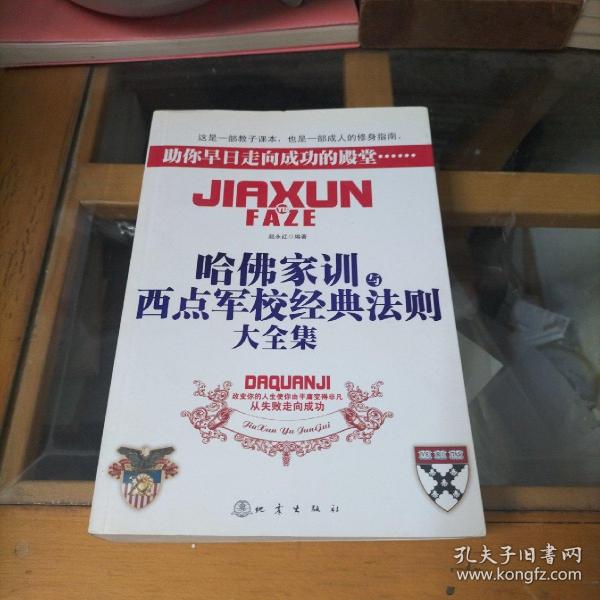 这是一部教子课本，也是一部成人的修身指南。
助你早日走向成功的殿堂……
JIAXUN
YU
FAZE
赵永红◎编著
哈佛家训与
西点军校经典法则
大全集
DAQUANJI
改变你的人生使你由平庸变得非凡
从失败走向成功
JiaXun Yu JunGui
地震出版社
孔夫子旧书网
www.kongfz.com